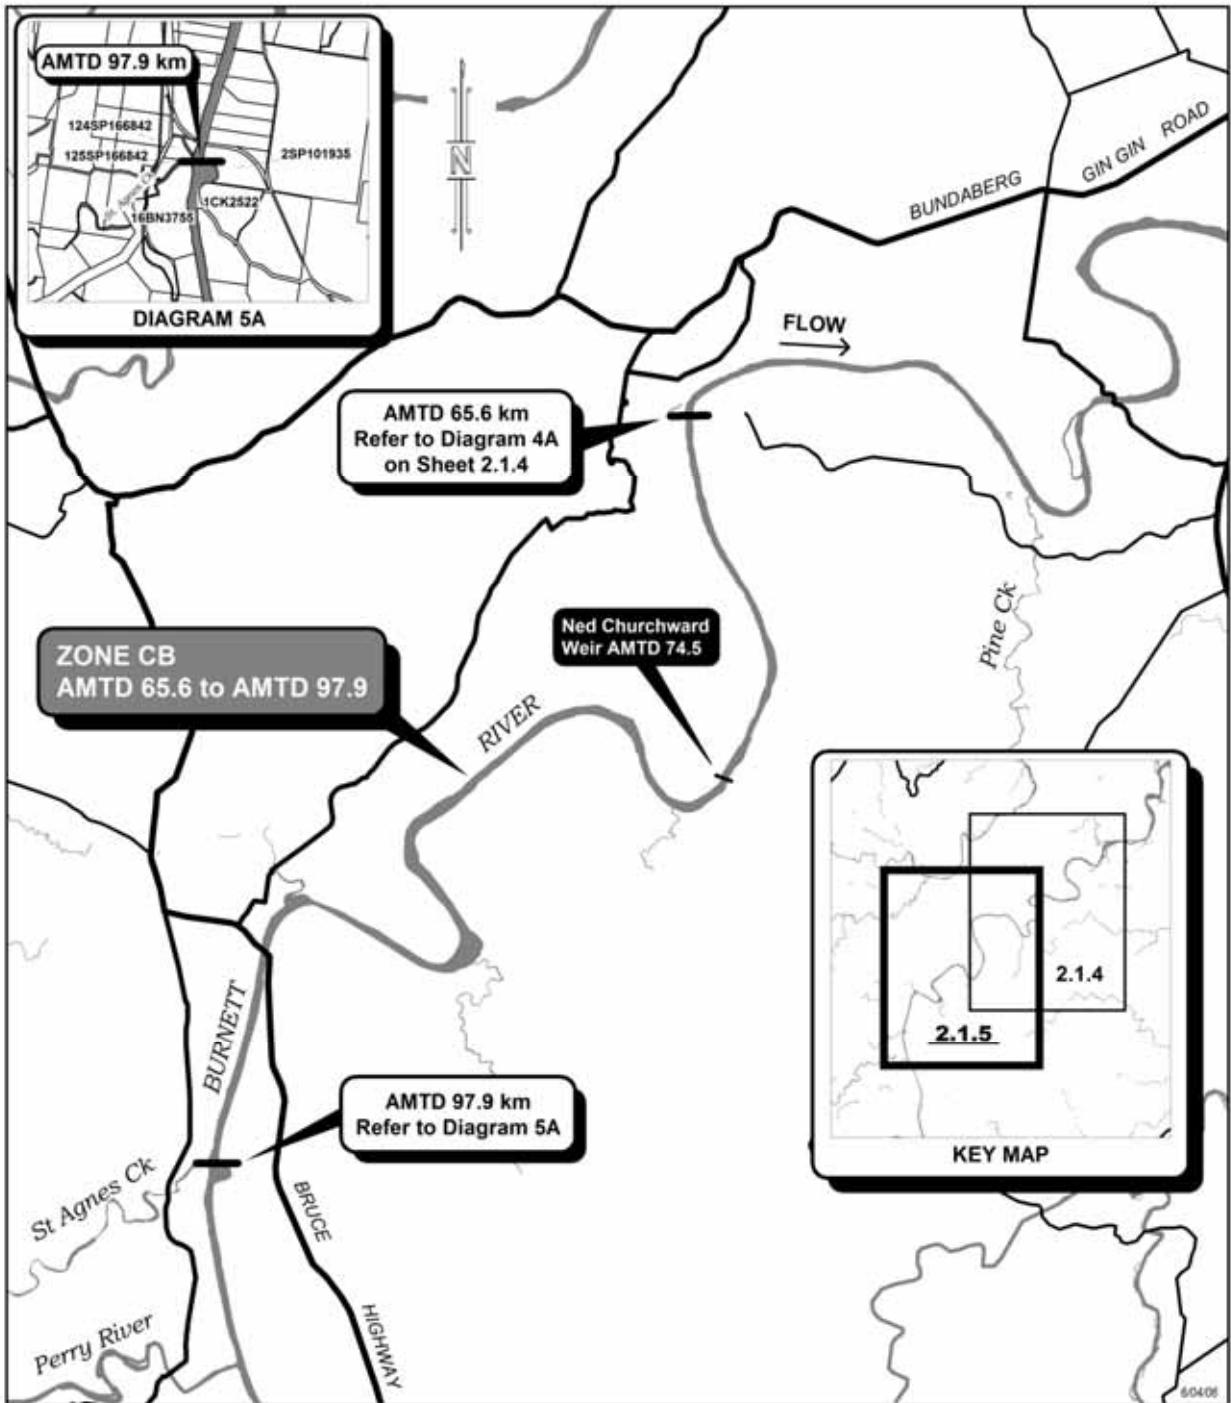 AMTD 97.9 km
124SP166842
125SP166842
2SP101935
St Agnes Ck
1CK2522
16BN3755
DIAGRAM 5A
N
BUNDABERG
GIN GIN ROAD
FLOW
AMTD 65.6 km
Refer to Diagram 4A
on Sheet 2.1.4
Pine Ck
Ned Churchward
Weir AMTD 74.5
ZONE CB
AMTD 65.6 to AMTD 97.9
RIVER
BURNETT
2.1.4
2.1.5
KEY MAP
AMTD 97.9 km
Refer to Diagram 5A
St Agnes Ck
BRUCE
HIGHWAY
Perry River
6/04/06